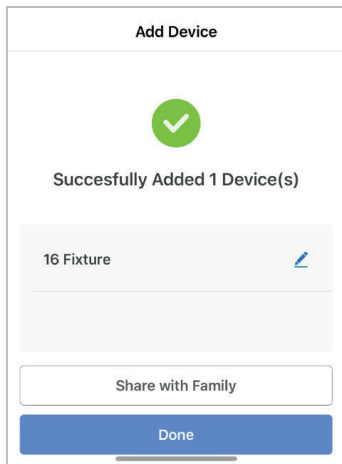 Add Device
Succesfully Added 1 Device(s)
16 Fixture
Share with Family
Done